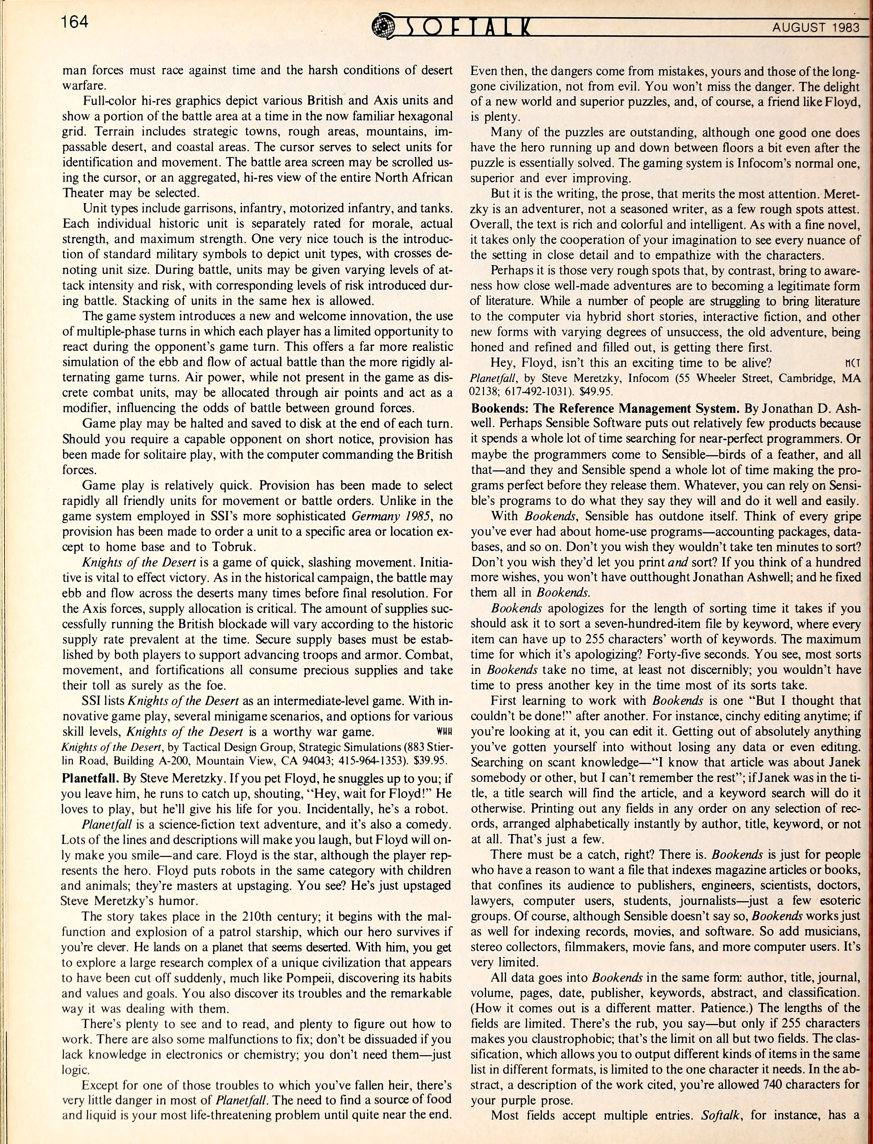 164
SOFTALK
AUGUST 1983
man forces must race against time and the harsh conditions of desert
warfare.
Full-color hi-res graphics depict various British and Axis units and
show a portion of the battle area at a time in the now familiar hexagonal
grid. Terrain includes strategic towns, rough areas, mountains, im-
passable desert, and coastal areas. The cursor serves to select units for
identification and movement. The battle area screen may be scrolled us-
ing the cursor, or an aggregated, hi-res view of the entire North African
Theater may be selected.
Unit types include garrisons, infantry, motorized infantry, and tanks.
Each individual historic unit is separately rated for morale, actual
strength, and maximum strength. One very nice touch is the introduc-
tion of standard military symbols to depict unit types, with crosses de-
noting unit size. During battle, units may be given varying levels of at-
tack intensity and risk, with corresponding levels of risk introduced dur-
ing battle. Stacking of units in the same hex is allowed.
The game system introduces a new and welcome innovation, the use
of multiple-phase turns in which each player has a limited opportunity to
react during the opponent's game turn. This offers a far more realistic
simulation of the ebb and flow of actual battle than the more rigidly al-
ternating game turns. Air power, while not present in the game as dis-
crete combat units, may be allocated through air points and act as a
modifier, influencing the odds of battle between ground forces.
Game play may be halted and saved to disk at the end of each turn.
Should you require a capable opponent on short notice, provision has
been made for solitaire play, with the computer commanding the British
forces.
Game play is relatively quick. Provision has been made to select
rapidly all friendly units for movement or battle orders. Unlike in the
game system employed in SSI's more sophisticated Germany 1985, no
provision has been made to order a unit to a specific area or location ex-
cept to home base and to Tobruk.
Knights of the Desert is a game of quick, slashing movement. Initia-
tive is vital to effect victory. As in the historical campaign, the battle may
ebb and flow across the deserts many times before final resolution. For
the Axis forces, supply allocation is critical. The amount of supplies suc-
cessfully running the British blockade will vary according to the historic
supply rate prevalent at the time. Secure supply bases must be estab-
lished by both players to support advancing troops and armor. Combat,
movement, and fortifications all consume precious supplies and take
their toll as surely as the foe.
SSI lists Knights of the Desert as an intermediate-level game. With in-
novative game play, several minigame scenarios, and options for various
skill levels, Knights of the Desert is a worthy war game. WHH
Knights of the Desert, by Tactical Design Group, Strategic Simulations (883 Stier-
lin Road, Building A-200, Mountain View, CA 94043; 415-964-1353). $39.95.
Planetfall. By Steve Meretzky. If you pet Floyd, he snuggles up to you; if
you leave him, he runs to catch up, shouting, "Hey, wait for Floyd!" He
loves to play, but he'll give his life for you. Incidentally, he's a robot.
Planetfall is a science-fiction text adventure, and it's also a comedy.
Lots of the lines and descriptions will make you laugh, but Floyd will on-
ly make you smile—and care. Floyd is the star, although the player rep-
resents the hero. Floyd puts robots in the same category with children
and animals; they're masters at upstaging. You see? He's just upstaged
Steve Meretzky's humor.
The story takes place in the 210th century; it begins with the mal-
function and explosion of a patrol starship, which our hero survives if
you're clever. He lands on a planet that seems deserted. With him, you get
to explore a large research complex of a unique civilization that appears
to have been cut off suddenly, much like Pompeii, discovering its habits
and values and goals. You also discover its troubles and the remarkable
way it was dealing with them.
There's plenty to see and to read, and plenty to figure out how to
work. There are also some malfunctions to fix; don't be dissuaded if you
lack knowledge in electronics or chemistry; you don't need them—just
logic.
Except for one of those troubles to which you've fallen heir, there's
very little danger in most of Planetfall. The need to find a source of food
and liquid is your most life-threatening problem until quite near the end.
Even then, the dangers come from mistakes, yours and those of the long-
gone civilization, not from evil. You won't miss the danger. The delight
of a new world and superior puzzles, and, of course, a friend like Floyd,
is plenty.
Many of the puzzles are outstanding, although one good one does
have the hero running up and down between floors a bit even after the
puzzle is essentially solved. The gaming system is Infocom's normal one,
superior and ever improving.
But it is the writing, the prose, that merits the most attention. Meret-
zky is an adventurer, not a seasoned writer, as a few rough spots attest.
Overall, the text is rich and colorful and intelligent. As with a fine novel,
it takes only the cooperation of your imagination to see every nuance of
the setting in close detail and to empathize with the characters.
Perhaps it is those very rough spots that, by contrast, bring to aware-
ness how close well-made adventures are to becoming a legitimate form
of literature. While a number of people are struggling to bring literature
to the computer via hybrid short stories, interactive fiction, and other
new forms with varying degrees of unsuccess, the old adventure, being
honed and refined and filled out, is getting there first.
Hey, Floyd, isn't this an exciting time to be alive? MCT
Planetfall, by Steve Meretzky, Infocom (55 Wheeler Street, Cambridge, MA
02138; 617-492-1031). $49.95.
Bookends: The Reference Management System. By Jonathan D. Ash-
well. Perhaps Sensible Software puts out relatively few products because
it spends a whole lot of time searching for near-perfect programmers. Or
maybe the programmers come to Sensible—birds of a feather, and all
that—and they and Sensible spend a whole lot of time making the pro-
grams perfect before they release them. Whatever, you can rely on Sensi-
ble's programs to do what they say they will and do it well and easily.
With Bookends, Sensible has outdone itself. Think of every gripe
you've ever had about home-use programs—accounting packages, data-
bases, and so on. Don't you wish they wouldn't take ten minutes to sort?
Don't you wish they'd let you print and sort? If you think of a hundred
more wishes, you won't have outthought Jonathan Ashwell; and he fixed
them all in Bookends.
Bookends apologizes for the length of sorting time it takes if you
should ask it to sort a seven-hundred-item file by keyword, where every
item can have up to 255 characters' worth of keywords. The maximum
time for which it's apologizing? Forty-five seconds. You see, most sorts
in Bookends take no time, at least not discernibly; you wouldn't have
time to press another key in the time most of its sorts take.
First learning to work with Bookends is one "But I thought that
couldn't be done!" after another. For instance, cinchy editing anytime; if
you're looking at it, you can edit it. Getting out of absolutely anything
you've gotten yourself into without losing any data or even editing.
Searching on scant knowledge—"I know that article was about Janek
somebody or other, but I can't remember the rest"; if Janek was in the ti-
tle, a title search will find the article, and a keyword search will do it
otherwise. Printing out any fields in any order on any selection of rec-
ords, arranged alphabetically instantly by author, title, keyword, or not
at all. That's just a few.
There must be a catch, right? There is. Bookends is just for people
who have a reason to want a file that indexes magazine articles or books,
that confines its audience to publishers, engineers, scientists, doctors,
lawyers, computer users, students, journalists—just a few esoteric
groups. Of course, although Sensible doesn't say so, Bookends works just
as well for indexing records, movies, and software. So add musicians,
stereo collectors, filmmakers, movie fans, and more computer users. It's
very limited.
All data goes into Bookends in the same form: author, title, journal,
volume, pages, date, publisher, keywords, abstract, and classification.
(How it comes out is a different matter. Patience.) The lengths of the
fields are limited. There's the rub, you say—but only if 255 characters
makes you claustrophobic; that's the limit on all but two fields. The clas-
sification, which allows you to output different kinds of items in the same
list in different formats, is limited to the one character it needs. In the ab-
stract, a description of the work cited, you're allowed 740 characters for
your purple prose.
Most fields accept multiple entries. Softalk, for instance, has a